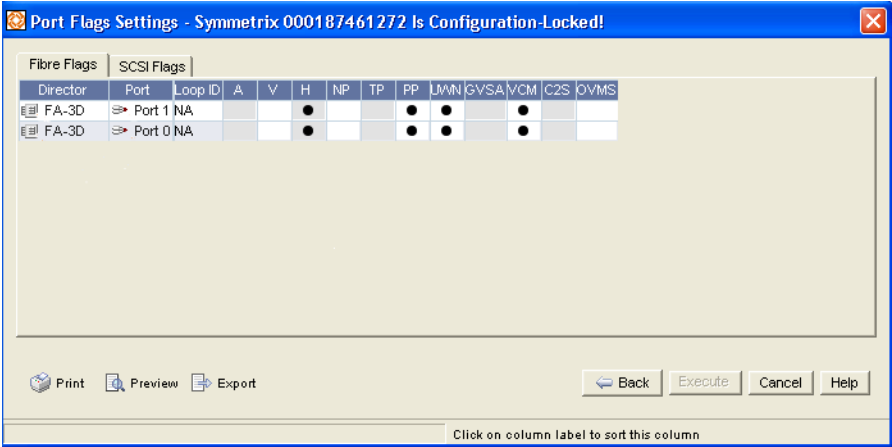 Port Flags Settings - Symmetrix 000187461272 Is Configuration-Locked!
Fibre Flags SCSI Flags
Director Port Loop ID A V H NP TP PP UWN GVSA VCM C2S OVMS
FA-3D Port 1 NA
FA-3D Port 0 NA
Print Preview Export Back Execute Cancel Help
Click on column label to sort this column